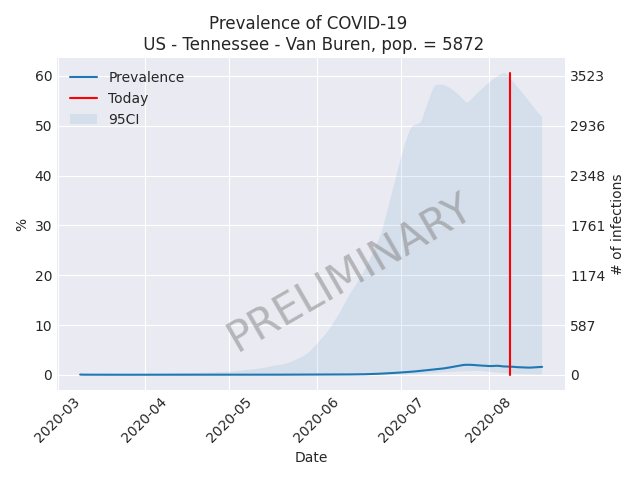 Prevalence of COVID-19
US - Tennessee - Van Buren, pop. = 5872
Prevalence
Today
95CI
60
50
40
30
20
10
0
%
3523
2936
2348
1761
1174
587
0
# of infections
PRELIMINARY
2020-03
2020-04
2020-05
2020-06
2020-07
2020-08
Date